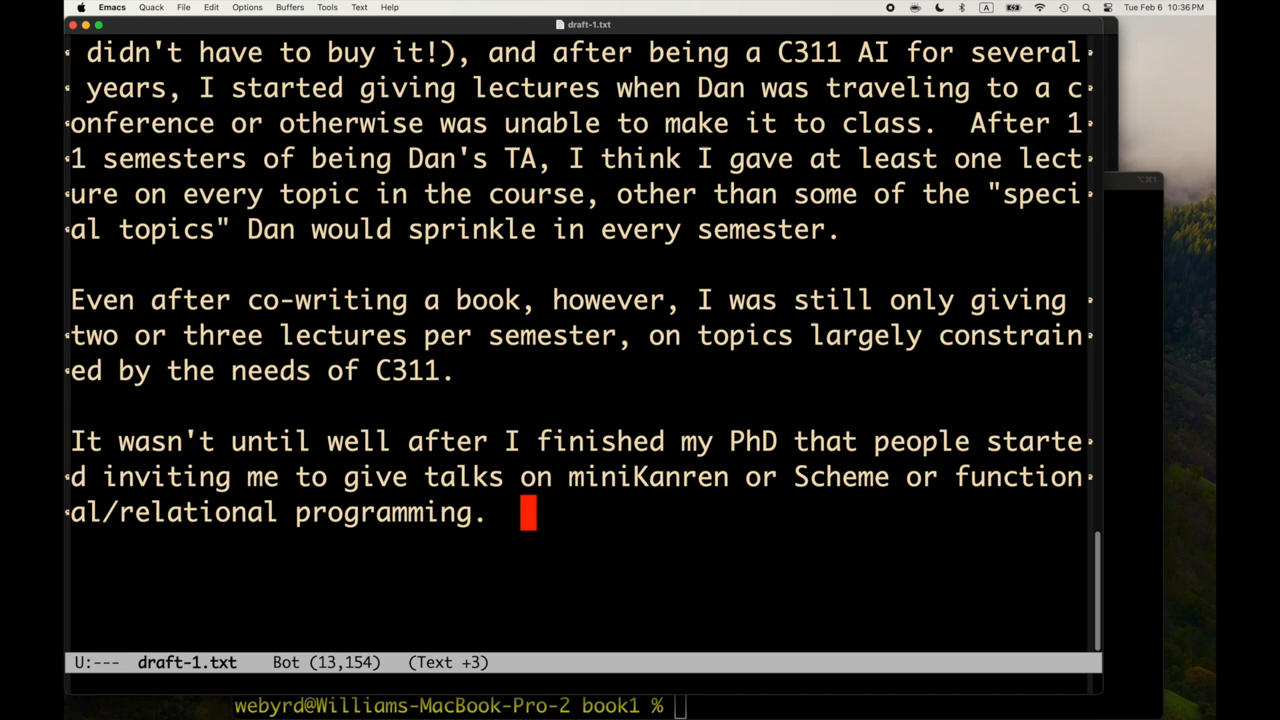 Emacs Quack File Edit Options Buffers Tools Text Help A Tue Feb 6 10:36 PM
draft-1.txt
didn't have to buy it!), and after being a C311 AI for several
years, I started giving lectures when Dan was traveling to a c
onference or otherwise was unable to make it to class.  After 1
1 semesters of being Dan's TA, I think I gave at least one lect
ure on every topic in the course, other than some of the "speci
al topics" Dan would sprinkle in every semester.
Even after co-writing a book, however, I was still only giving
two or three lectures per semester, on topics largely constrain
ed by the needs of C311.
It wasn't until well after I finished my PhD that people starte
d inviting me to give talks on miniKanren or Scheme or function
al/relational programming.
U:--- draft-1.txt Bot (13,154) (Text +3)
webyrd@Williams-MacBook-Pro-2 book1 %
⌥⌘1